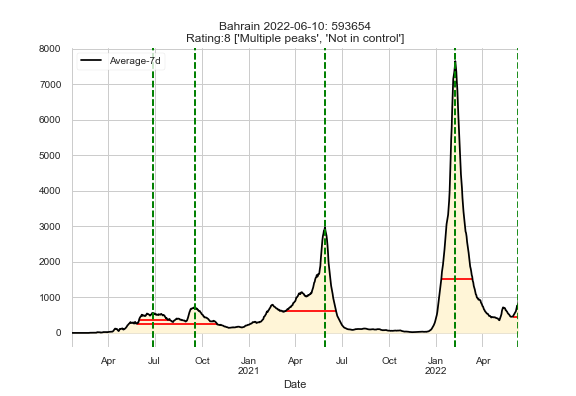 Bahrain 2022-06-10: 593654
Rating:8 ['Multiple peaks', 'Not in control']
8000
7000
6000
5000
4000
3000
2000
1000
0
Average-7d
Apr
Jul
Oct
Jan
2021
Apr
Jul
Oct
Jan
2022
Apr
Date